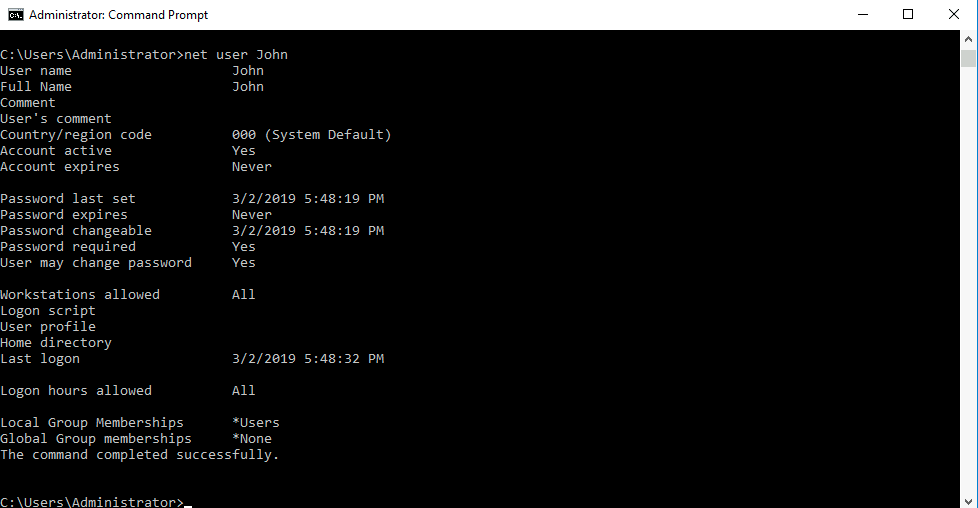 Administrator: Command Prompt
C:\Users\Administrator>net user John
User name                    John
Full Name                    John
Comment
User's comment
Country/region code          000 (System Default)
Account active               Yes
Account expires              Never
Password last set            3/2/2019 5:48:19 PM
Password expires             Never
Password changeable          3/2/2019 5:48:19 PM
Password required            Yes
User may change password     Yes
Workstations allowed         All
Logon script
User profile
Home directory
Last logon                   3/2/2019 5:48:32 PM
Logon hours allowed          All
Local Group Memberships      *Users
Global Group memberships     *None
The command completed successfully.
C:\Users\Administrator>_